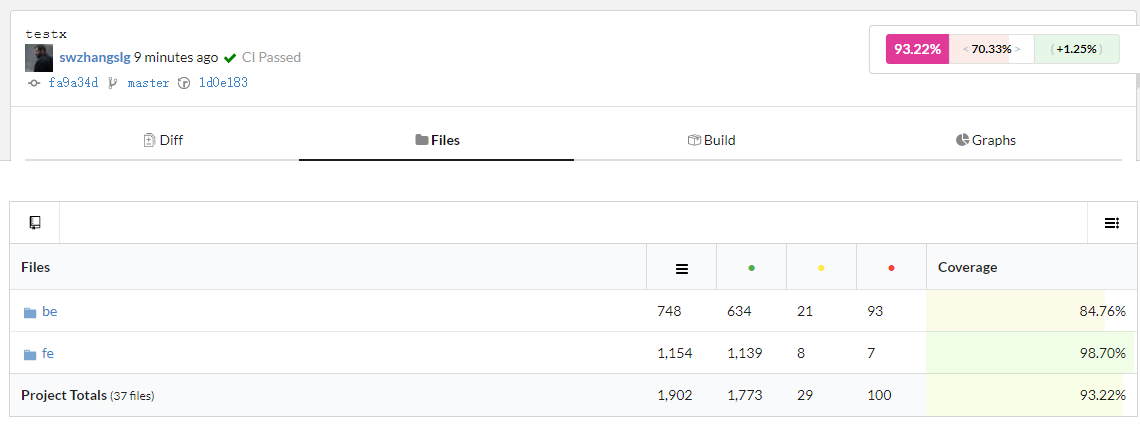 testx
swzhangslg 9 minutes ago CI Passed
fa9a34d master 1d0e183
93.22% < 70.33% > (+1.25%)
Diff Files Build Graphs
Files Coverage
be 748 634 21 93 84.76%
fe 1,154 1,139 8 7 98.70%
Project Totals (37 files) 1,902 1,773 29 100 93.22%